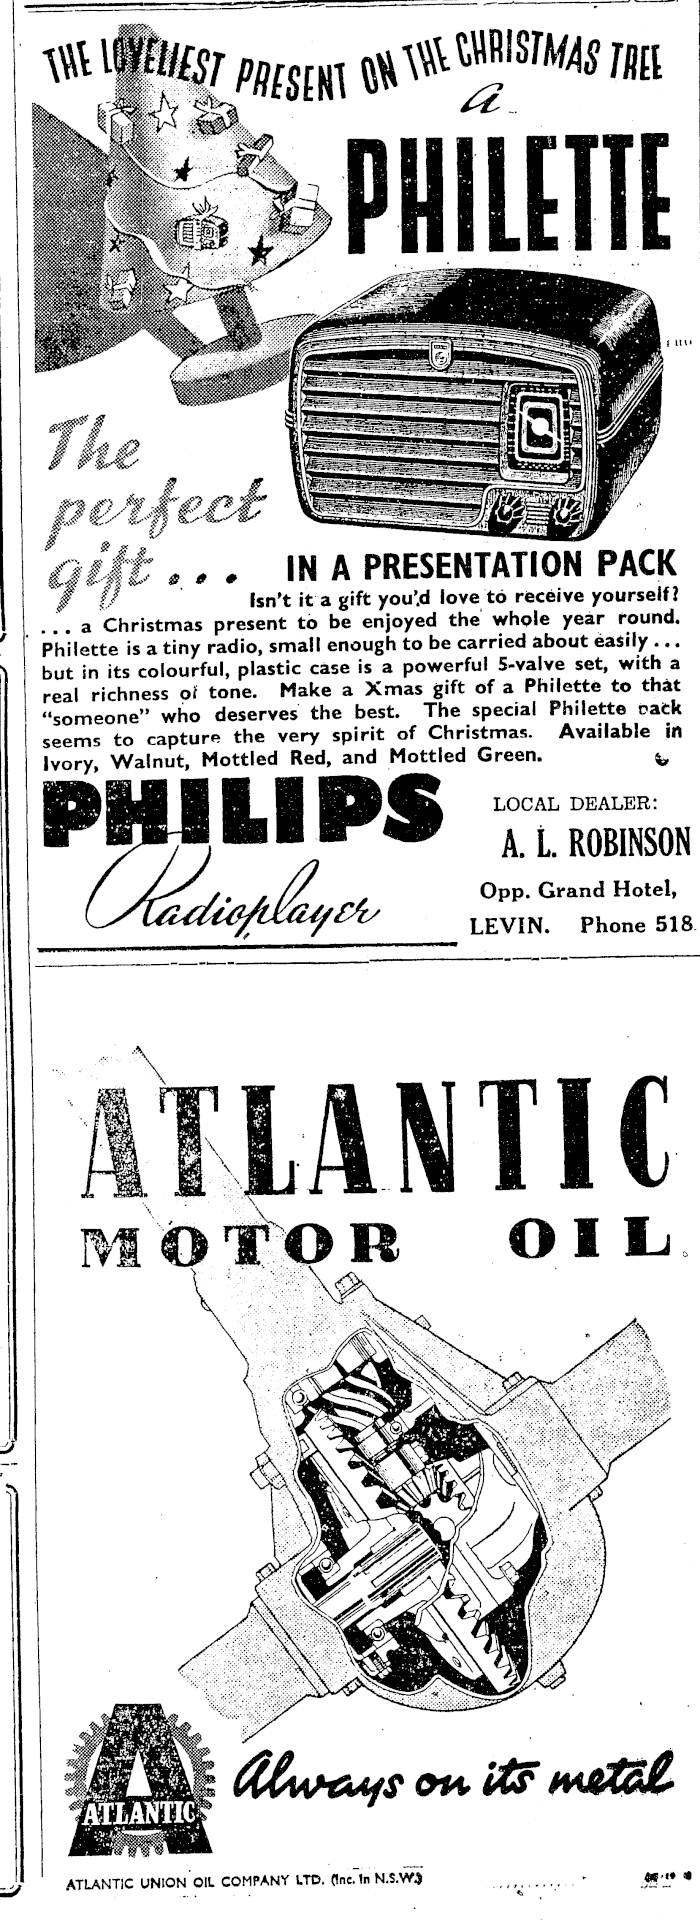 THE LOVELIEST PRESENT ON THE CHRISTMAS TREE
a
PHILETTE
The
perfect
gift...
IN A PRESENTATION PACK
Isn't it a gift you'd love to receive yourself?
... a Christmas present to be enjoyed the whole year round.
Philette is a tiny radio, small enough to be carried about easily ...
but in its colourful, plastic case is a powerful 5-valve set, with a
real richness of tone. Make a Xmas gift of a Philette to that
"someone" who deserves the best. The special Philette pack
seems to capture the very spirit of Christmas. Available in
Ivory, Walnut, Mottled Red, and Mottled Green.
PHILIPS
Radioplayer
LOCAL DEALER:
A. L. ROBINSON
Opp. Grand Hotel,
LEVIN. Phone 518
ATLANTIC
MOTOR OIL
ATLANTIC
Always on its metal
ATLANTIC UNION OIL COMPANY LTD. (Inc. in N.S.W.)